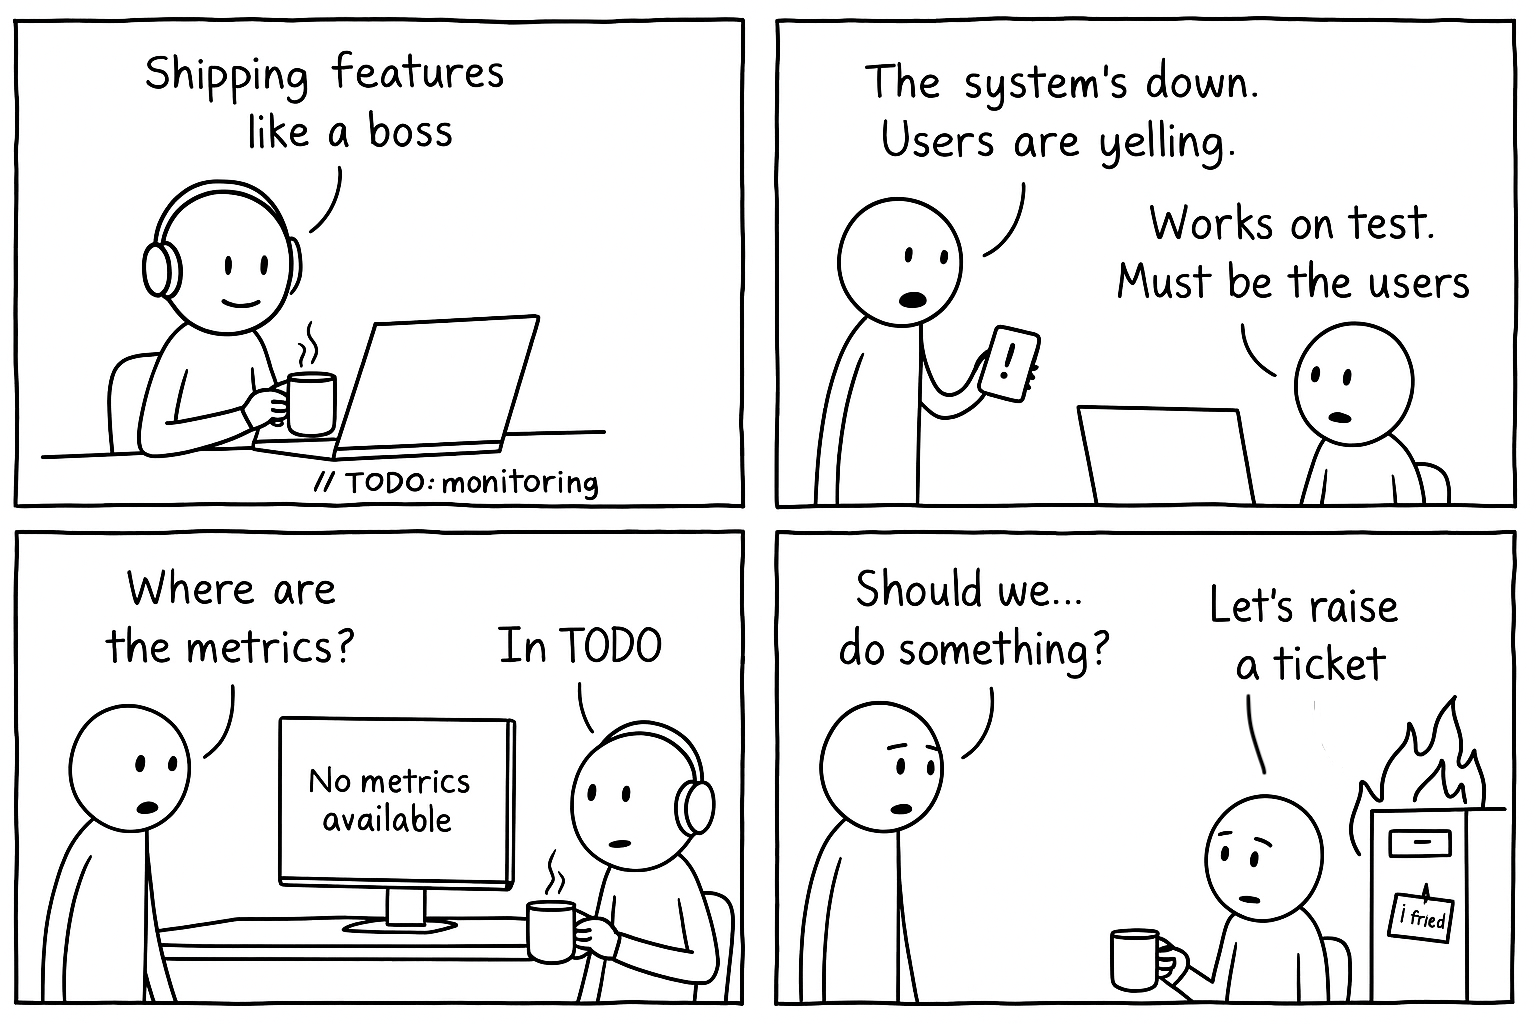 Shipping features
like a boss
// TODO: monitoring
The system's down.
Users are yelling.
!
Works on test.
Must be the users
Where are
the metrics?
In TODO
No metrics
available
Should we...
do something?
Let's raise
a ticket
i fried